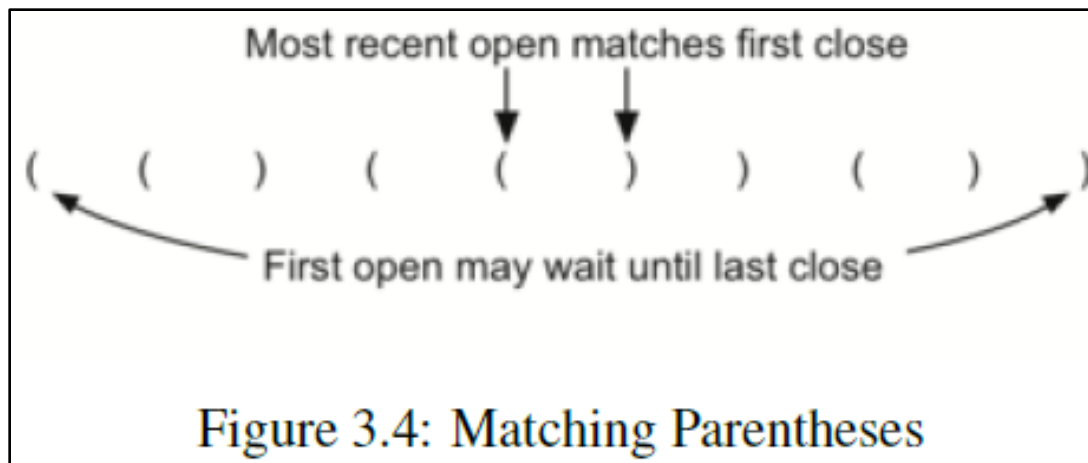 Most recent open matches first close
( ( ) ( ( ) ) ( ) )
First open may wait until last close
Figure 3.4: Matching Parentheses